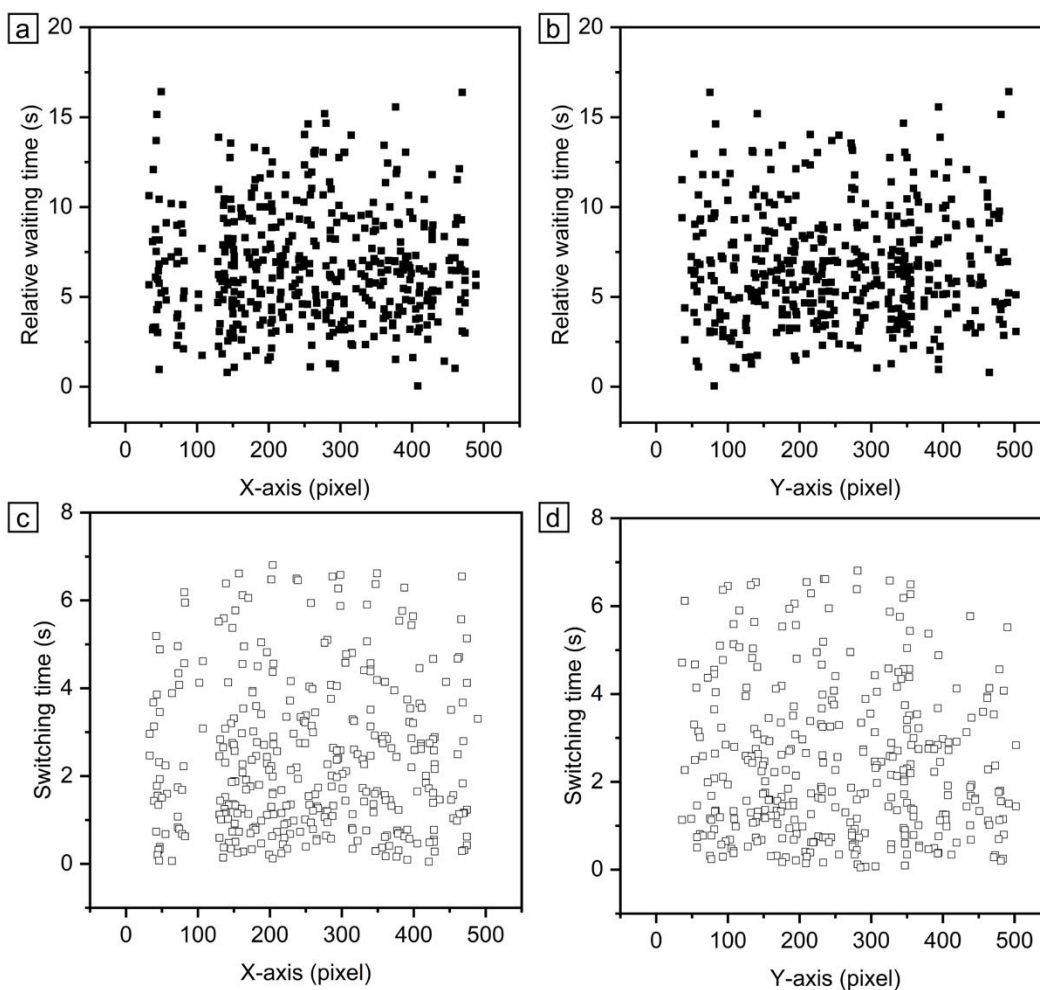 a
20
15
10
5
0
Relative waiting time (s)
0 100 200 300 400 500
X-axis (pixel)
b
20
15
10
5
0
Relative waiting time (s)
0 100 200 300 400 500
Y-axis (pixel)
c
8
6
4
2
0
Switching time (s)
0 100 200 300 400 500
X-axis (pixel)
d
8
6
4
2
0
Switching time (s)
0 100 200 300 400 500
Y-axis (pixel)